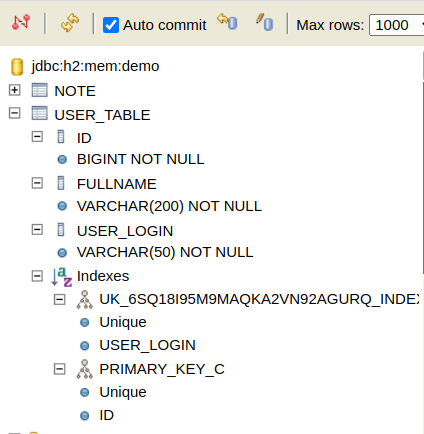 Auto commit Max rows: 1000
jdbc:h2:mem:demo
NOTE
USER_TABLE
ID
BIGINT NOT NULL
FULLNAME
VARCHAR(200) NOT NULL
USER_LOGIN
VARCHAR(50) NOT NULL
Indexes
UK_6SQ18I95M9MAQKA2VN92AGURQ_INDE
Unique
USER_LOGIN
PRIMARY_KEY_C
Unique
ID